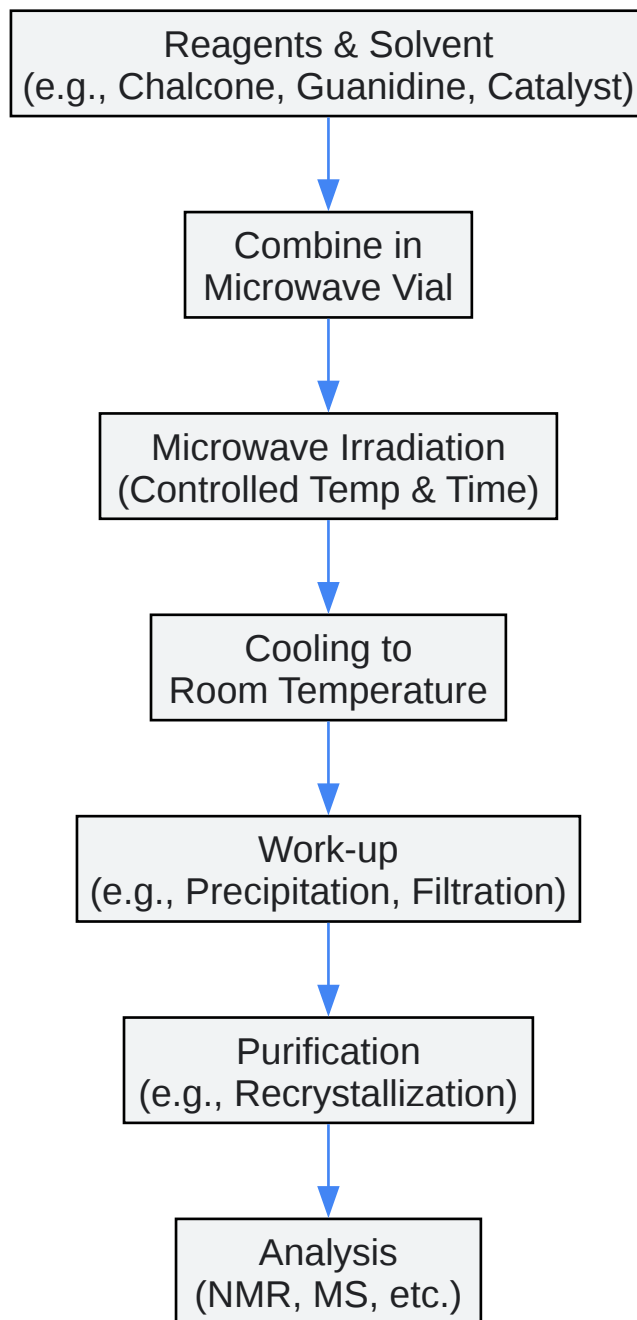 Reagents & Solvent
(e.g., Chalcone, Guanidine, Catalyst)
Combine in
Microwave Vial
Microwave Irradiation
(Controlled Temp & Time)
Cooling to
Room Temperature
Work-up
(e.g., Precipitation, Filtration)
Purification
(e.g., Recrystallization)
Analysis
(NMR, MS, etc.)